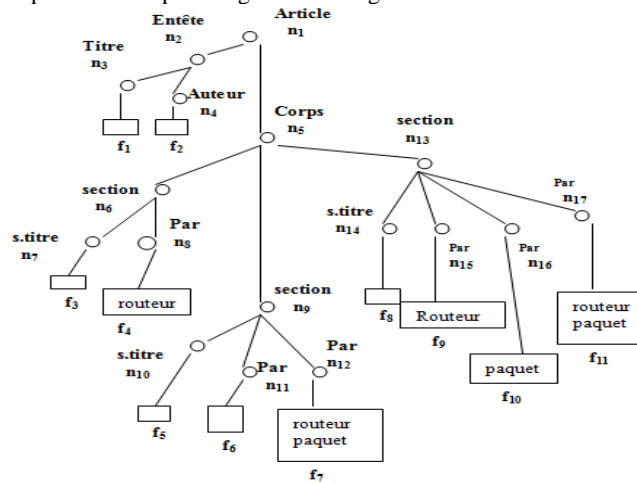 Article
n1
Entête
n2
Titre
n3
Auteur
n4
f1
f2
Corps
n5
section
n13
section
n6
Par
n17
s.titre
n14
Par
n8
Par
n15
Par
n16
s.titre
n7
f3
routeur
f4
section
n9
f8
Routeur
f9
routeur
paquet
f11
s.titre
n10
Par
n11
Par
n12
paquet
f10
f5
f6
routeur
paquet
f7